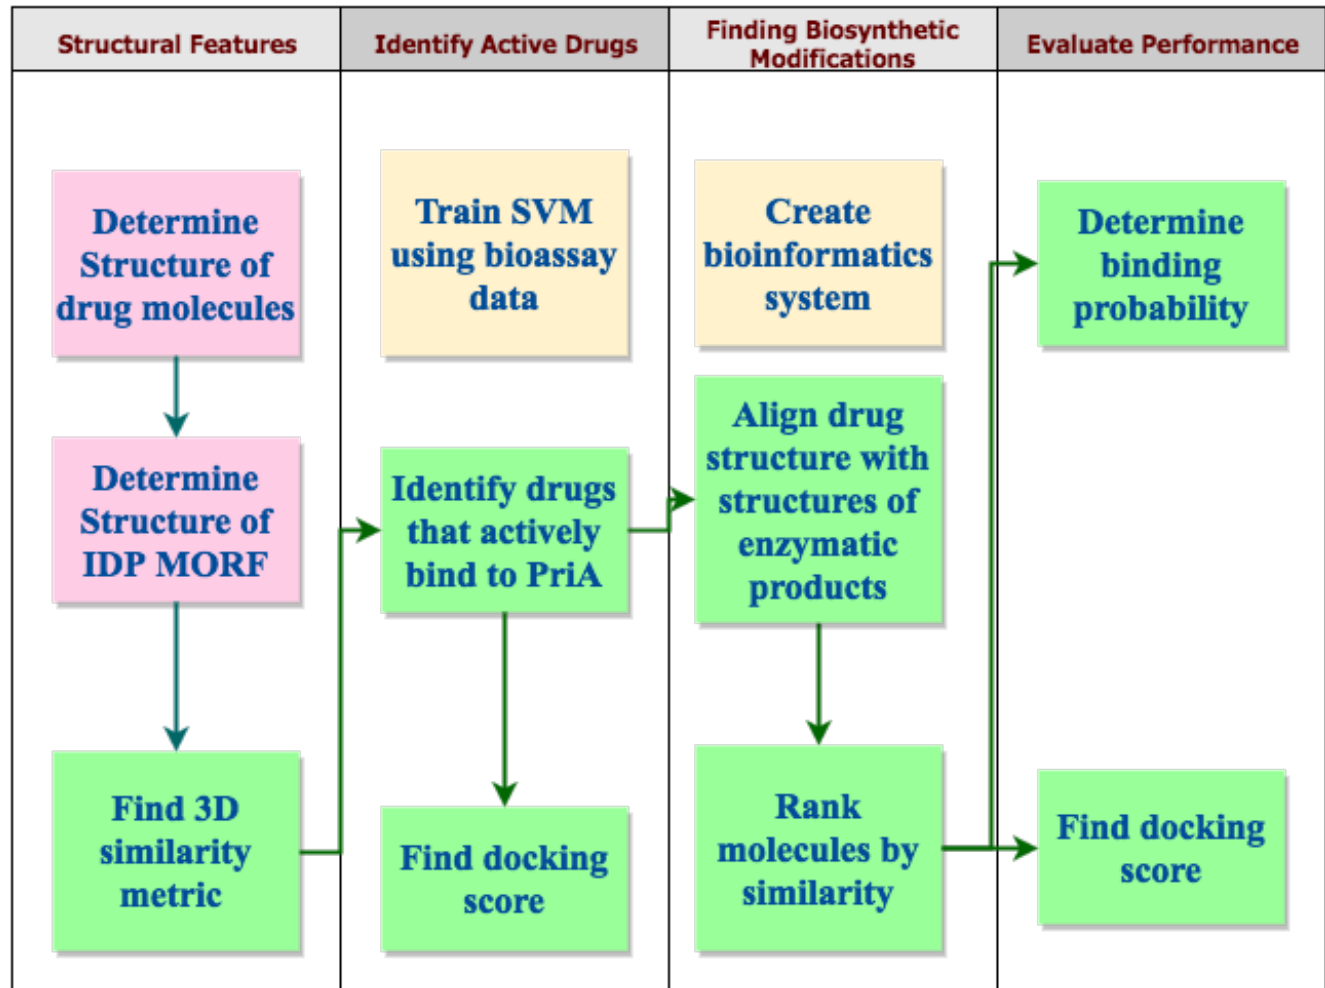 Structural Features
Identify Active Drugs
Finding Biosynthetic
Modifications
Evaluate Performance
Determine
Structure of
drug molecules
Determine
Structure of
IDP MORF
Find 3D
similarity
metric
Train SVM
using bioassay
data
Identify drugs
that actively
bind to PriA
Find docking
score
Create
bioinformatics
system
Align drug
structure with
structures of
enzymatic
products
Rank
molecules by
similarity
Determine
binding
probability
Find docking
score